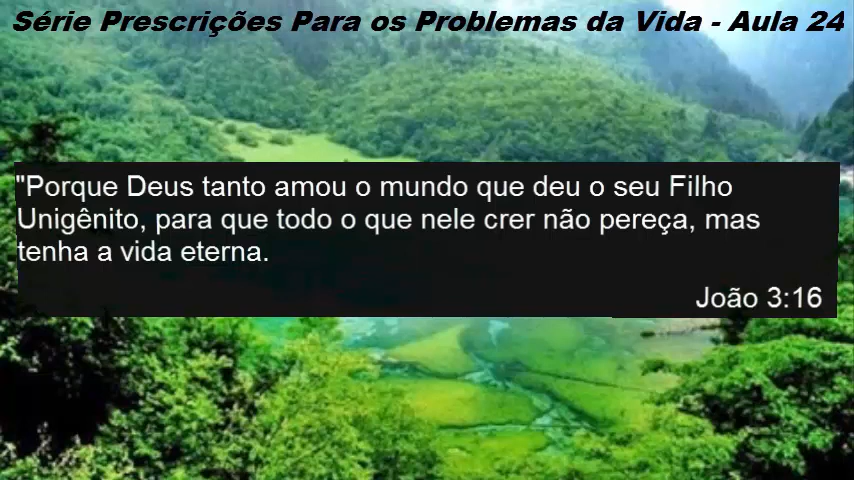 Série Prescrições Para os Problemas da Vida - Aula 24
"Porque Deus tanto amou o mundo que deu o seu Filho
Unigênito, para que todo o que nele crer não pereça, mas
tenha a vida eterna.
João 3:16